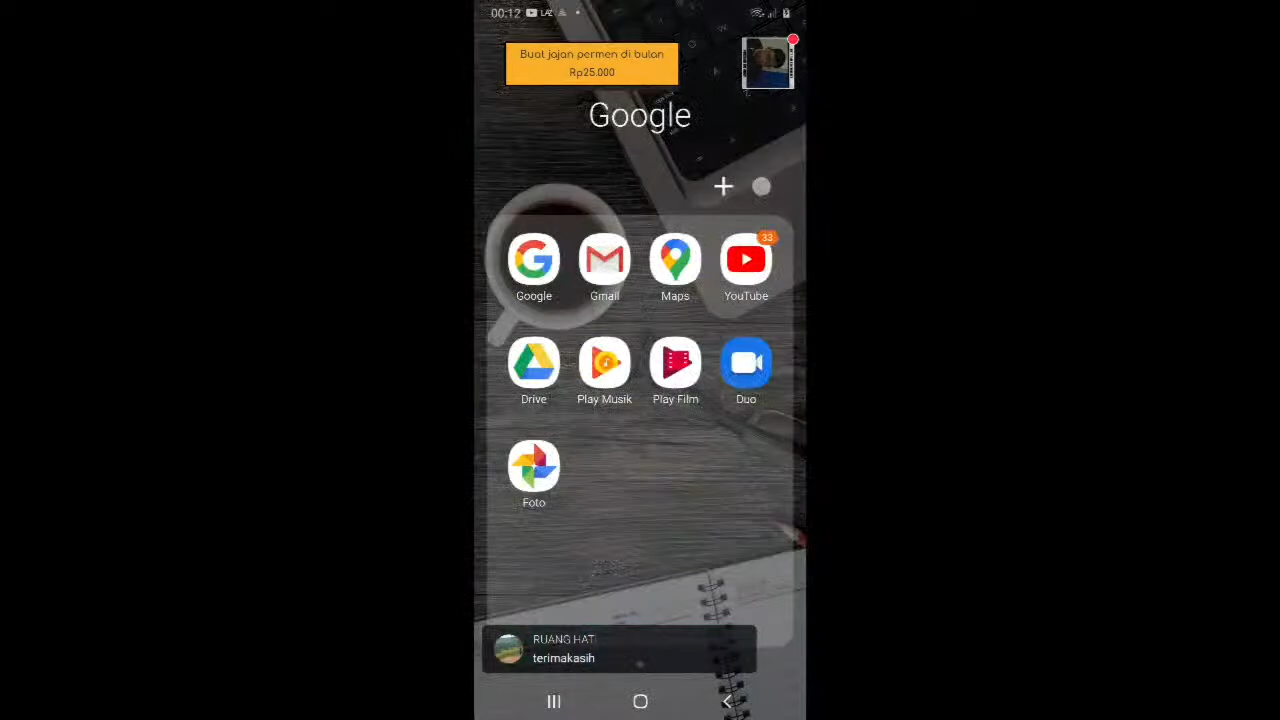 00:12
Buat jajan permen di bulan
Rp25.000
Google
33
Google
Gmail
Maps
YouTube
Drive
Play Musik
Play Film
Duo
Foto
RUANG HATI
terimakasih